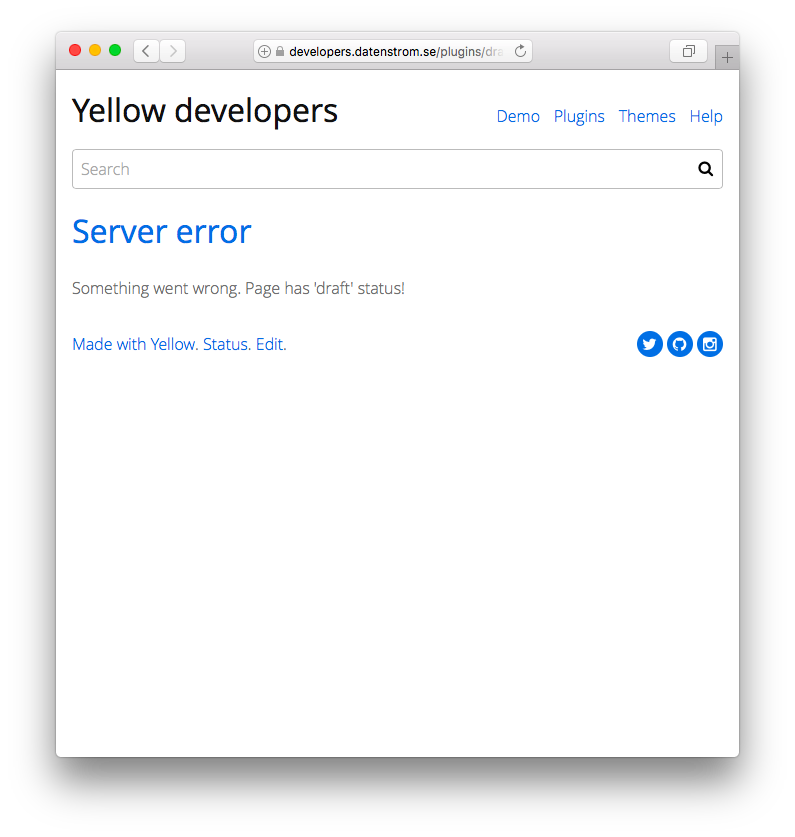 developers.datenstrom.se/plugins/dra
Yellow developers
Demo Plugins Themes Help
Search
Server error
Something went wrong. Page has 'draft' status!
Made with Yellow. Status. Edit.